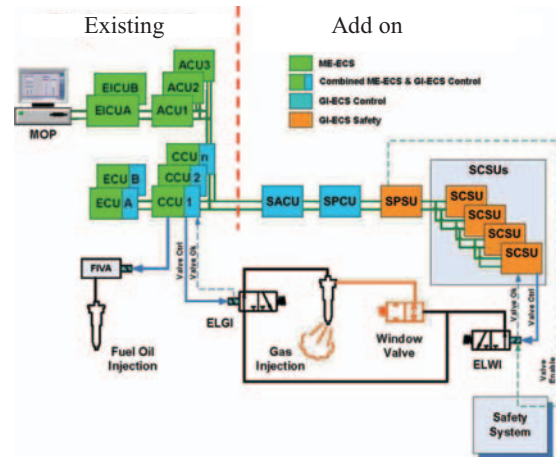 Existing
Add on
ME-ECS
Combined ME-ECS & GI-ECS Control
GI-ECS Control
GI-ECS Safety
ACU3
EICUB
ACU2
EICUA
ACU1
MOP
CCU n
ECU B
CCU 2
ECU A
CCU 1
SACU
SPCU
SPSU
SCSUs
SCSU
SCSU
SCSU
SCSU
Valve Ctrl
Valve Ok
Valve Ok
Valve Ctrl
FIVA
ELGI
Fuel Oil
Injection
Gas
Injection
Window
Valve
ELWI
Valve
Enable
Safety
System